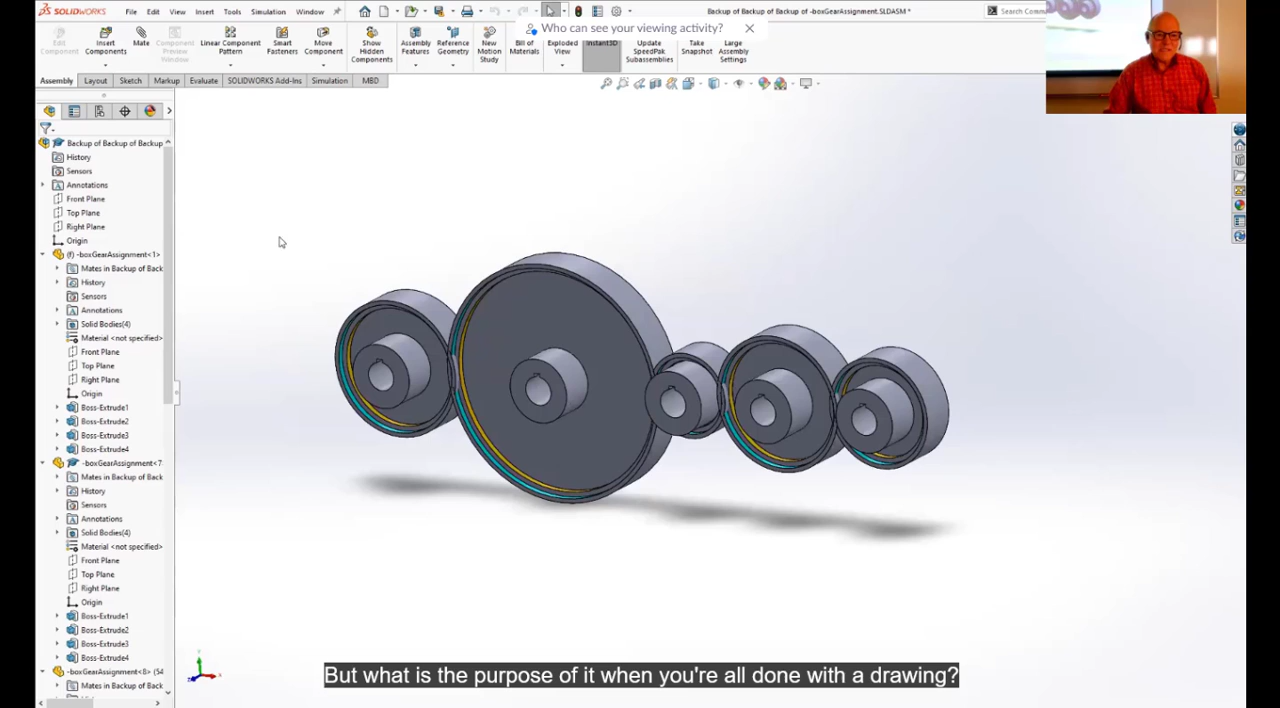 SOLIDWORKS File Edit View Insert Tools Simulation Window Backup of Backup of Backup of -boxGearAssignment.SLDASM * Search Comm
Who can see your viewing activity?
Edit Component
Insert Components
Mate
Component Preview Window
Linear Component Pattern
Smart Fasteners
Move Component
Show Hidden Components
Assembly Features
Reference Geometry
New Motion Study
Bill of Materials
Exploded View
Instant3D
Update SpeedPak Subassemblies
Take Snapshot
Large Assembly Settings
Assembly Layout Sketch Markup Evaluate SOLIDWORKS Add-Ins Simulation MBD
Backup of Backup of Backup
History
Sensors
Annotations
Front Plane
Top Plane
Right Plane
Origin
(f) -boxGearAssignment<1>
Mates in Backup of Back
History
Sensors
Annotations
Solid Bodies(4)
Material <not specified>
Front Plane
Top Plane
Right Plane
Origin
Boss-Extrude1
Boss-Extrude2
Boss-Extrude3
Boss-Extrude4
-boxGearAssignment<7
Mates in Backup of Back
History
Sensors
Annotations
Solid Bodies(4)
Material <not specified>
Front Plane
Top Plane
Right Plane
Origin
Boss-Extrude1
Boss-Extrude2
Boss-Extrude3
Boss-Extrude4
-boxGearAssignment<8> (54
Mates in Backup of Back
History
But what is the purpose of it when you're all done with a drawing?